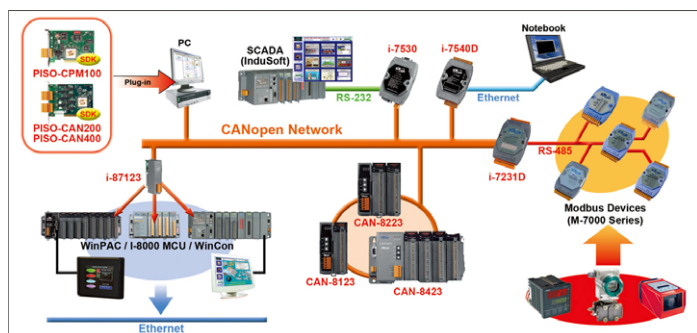 PISO-CPM100
SDK
PISO-CAN200
PISO-CAN400
SDK
Plug-in
PC
SCADA
(InduSoft)
RS-232
i-7530
i-7540D
Ethernet
Notebook
CANopen Network
i-87123
WinPAC / I-8000 MCU / WinCon
Ethernet
CAN-8223
CAN-8123
CAN-8423
i-7231D
RS-485
Modbus Devices
(M-7000 Series)